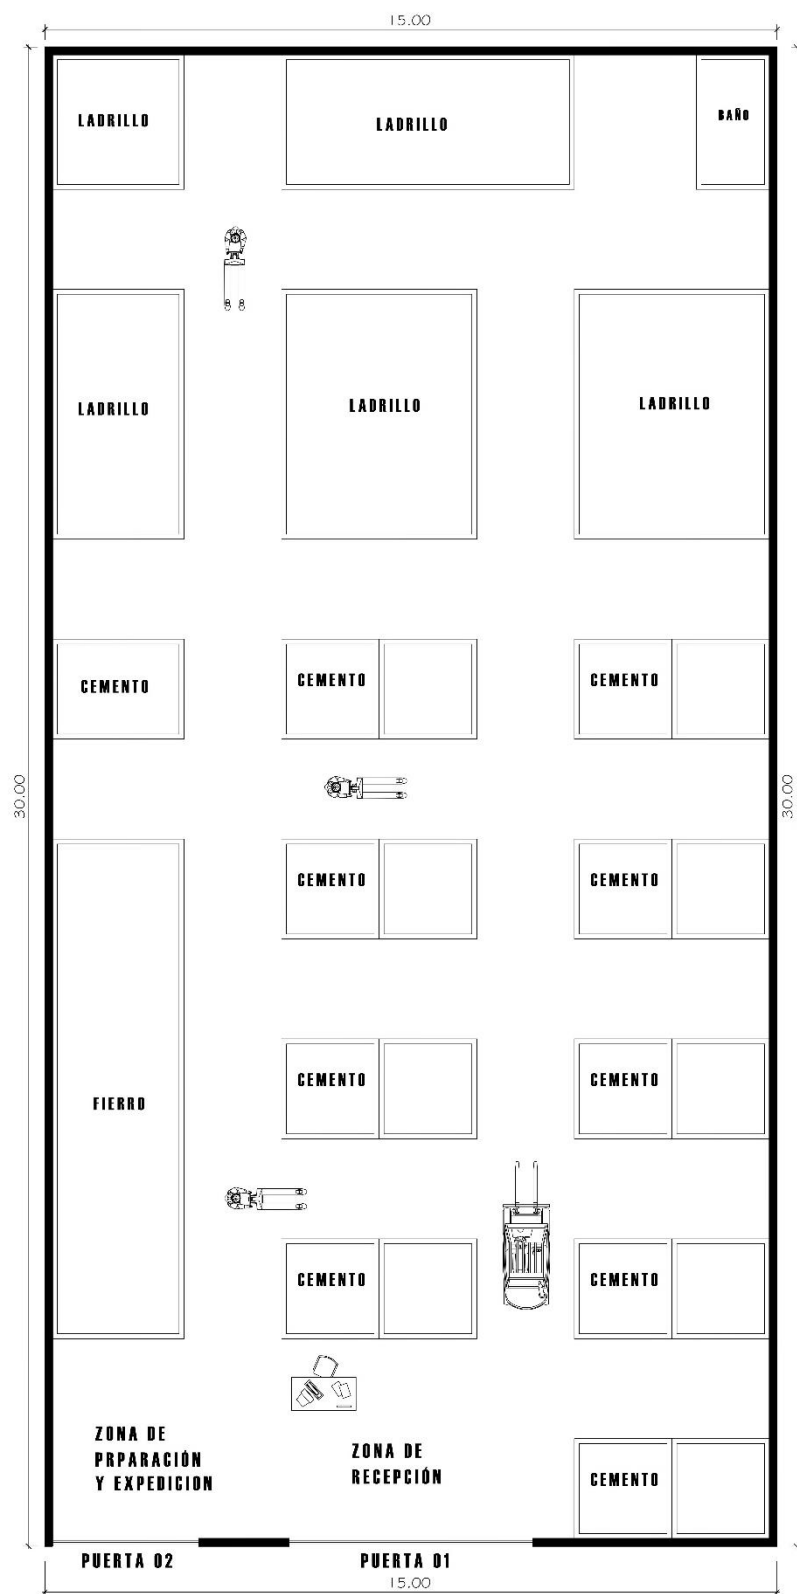 15.00
LADRILLO
LADRILLO
BAÑO
LADRILLO
LADRILLO
LADRILLO
CEMENTO
CEMENTO
CEMENTO
30.00
30.00
CEMENTO
CEMENTO
CEMENTO
CEMENTO
FIERRO
CEMENTO
CEMENTO
ZONA DE
PRPARACIÓN
Y EXPEDICION
ZONA DE
RECEPCIÓN
CEMENTO
PUERTA 02
PUERTA 01
15.00